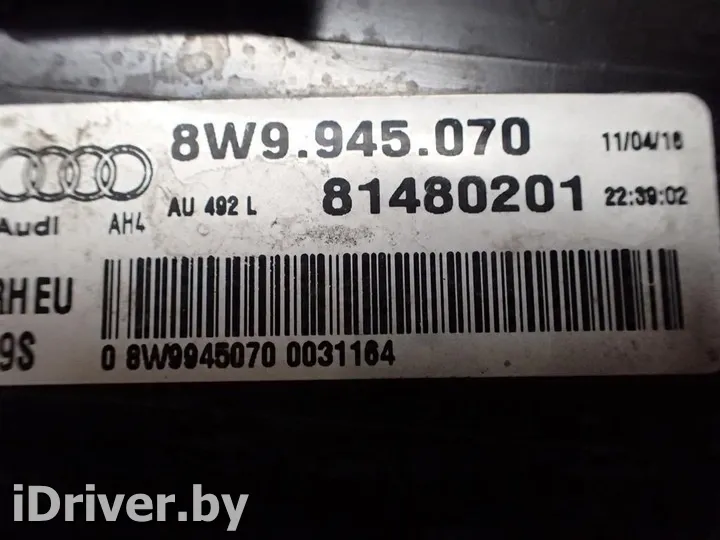 8W9.945.070 11/04/16
Audi AH4 AU 492 L 81480201 22:39:02
RH EU
9S 0 8W9945070 0031164
iDriver.by